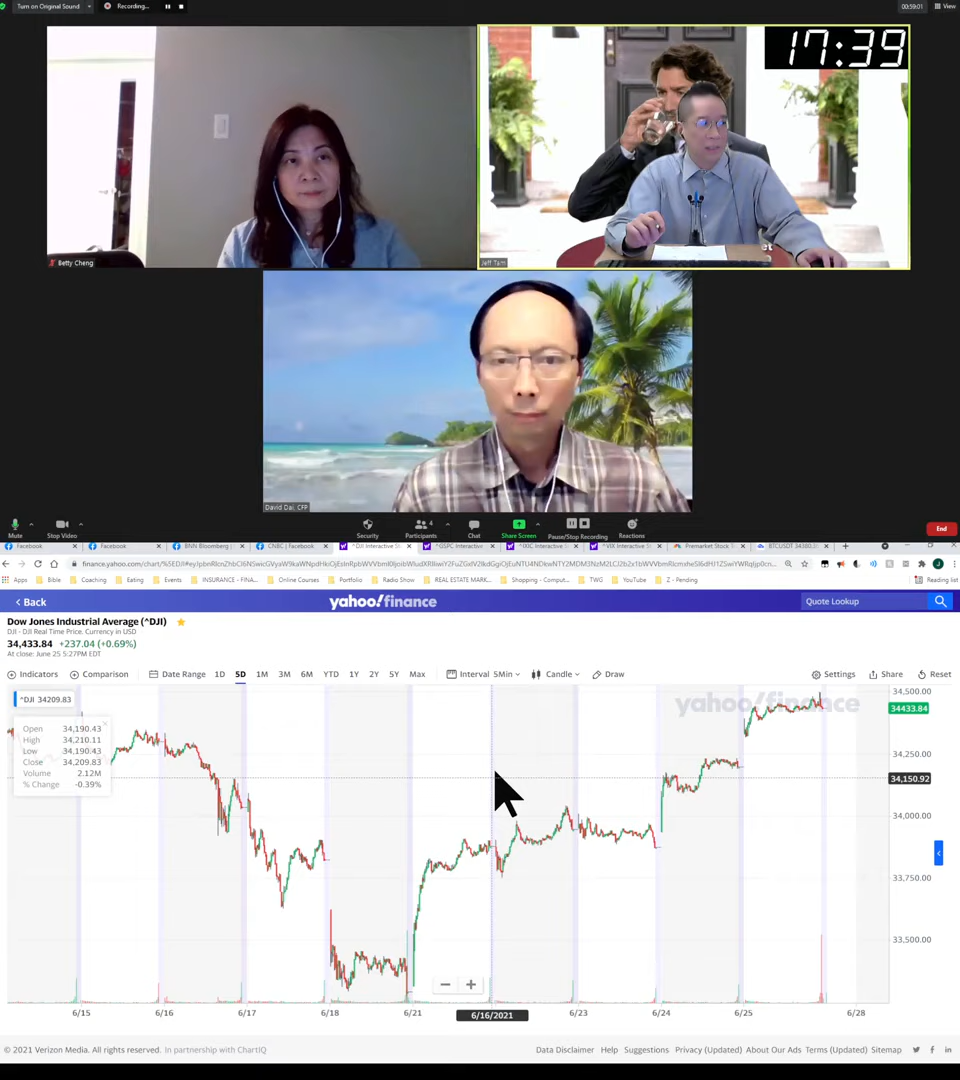 Turn on Original Sound
Recording...
00:59:01
View
17:39
et
Betty Cheng
Jeff Tam
David Dai, CFP
Mute
Stop Video
Security
Participants
4
Chat
Share Screen
Pause/Stop Recording
Reactions
End
Facebook
Facebook
BNN Bloomberg |
CNBC | Facebook
^DJI Interactive St
^GSPC Interactive
^IXIC Interactive S
^VIX Interactive St
Premarket Stock T
Apps
Bible
Coaching
Eating
Events
INSURANCE - FINA
Online Courses
Portfolio
Radio Show
REAL ESTATE MARK
Shopping - Comput
TWG
YouTube
Z - Pending
Reading list
Back
yahoo!finance
Quote Lookup
Dow Jones Industrial Average (^DJI)
DJI - DJI Real Time Price. Currency in USD
34,433.84 +237.04 (+0.69%)
At close: June 25 5:27PM EDT
Indicators
Comparison
Date Range
1D
5D
1M
3M
6M
YTD
1Y
2Y
5Y
Max
Interval 5Min
Candle
Draw
Settings
Share
Reset
^DJI 34209.83
yahoo!finance
34,500.00
34433.84
34,250.00
34,150.92
34,000.00
33,750.00
33,500.00
Open 34,190.43
High 34,210.11
Low 34,190.43
Close 34,209.83
Volume 2.12M
% Change -0.39%
6/15
6/16
6/17
6/18
6/21
6/16/2021
6/23
6/24
6/25
6/28
© 2021 Verizon Media. All rights reserved.
In partnership with ChartIQ
Data Disclaimer
Help
Suggestions
Privacy (Updated)
About Our Ads
Terms (Updated)
Sitemap